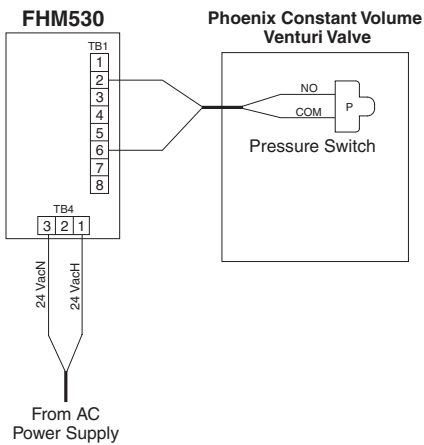 FHM530
Phoenix Constant Volume
Venturi Valve
TB1
1
2
3
4
5
6
7
8
NO
COM
P
Pressure Switch
TB4
3 2 1
24 VacN
24 VacH
From AC
Power Supply